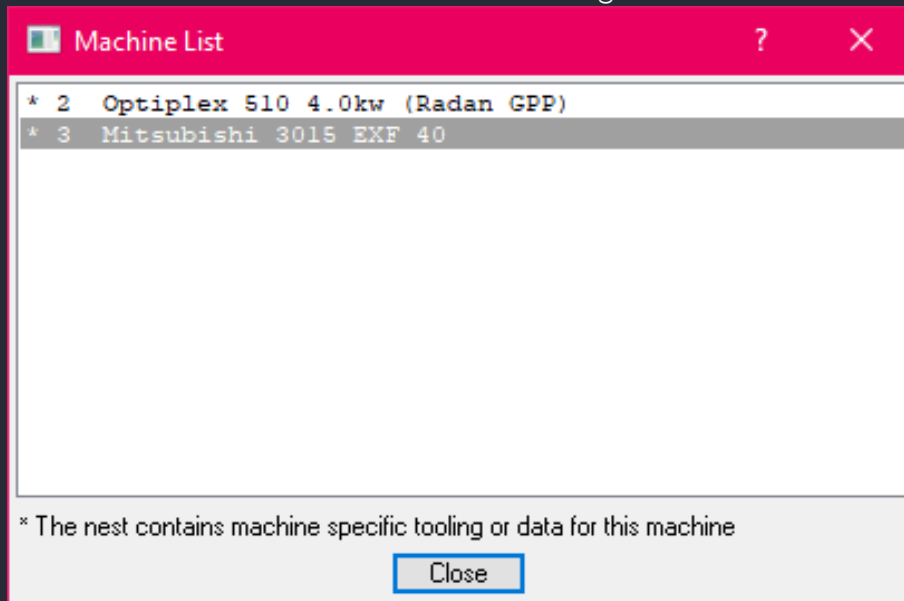 Machine List ?
* 2 Optiplex 510 4.0kw (Radan GPP)
* 3 Mitsubishi 3015 EXF 40
* The nest contains machine specific tooling or data for this machine
Close